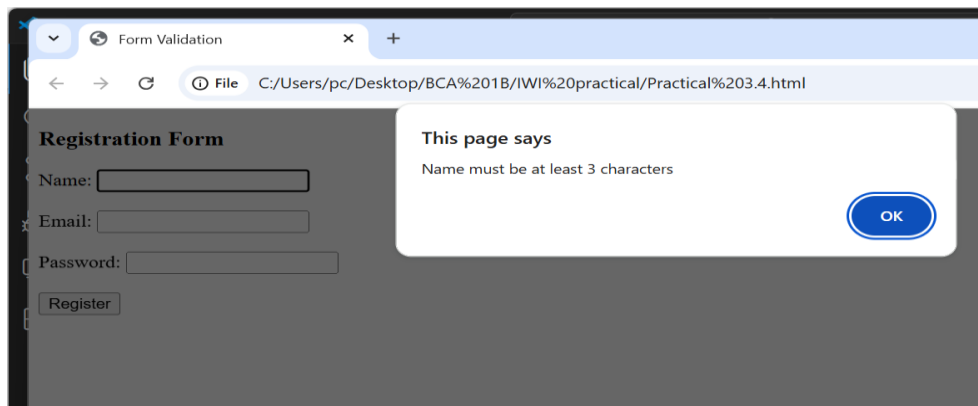 Form Validation
File C:/Users/pc/Desktop/BCA%201B/IWI%20practical/Practical%203.4.html
This page says
Name must be at least 3 characters
OK
Registration Form
Name:
Email:
Password:
Register